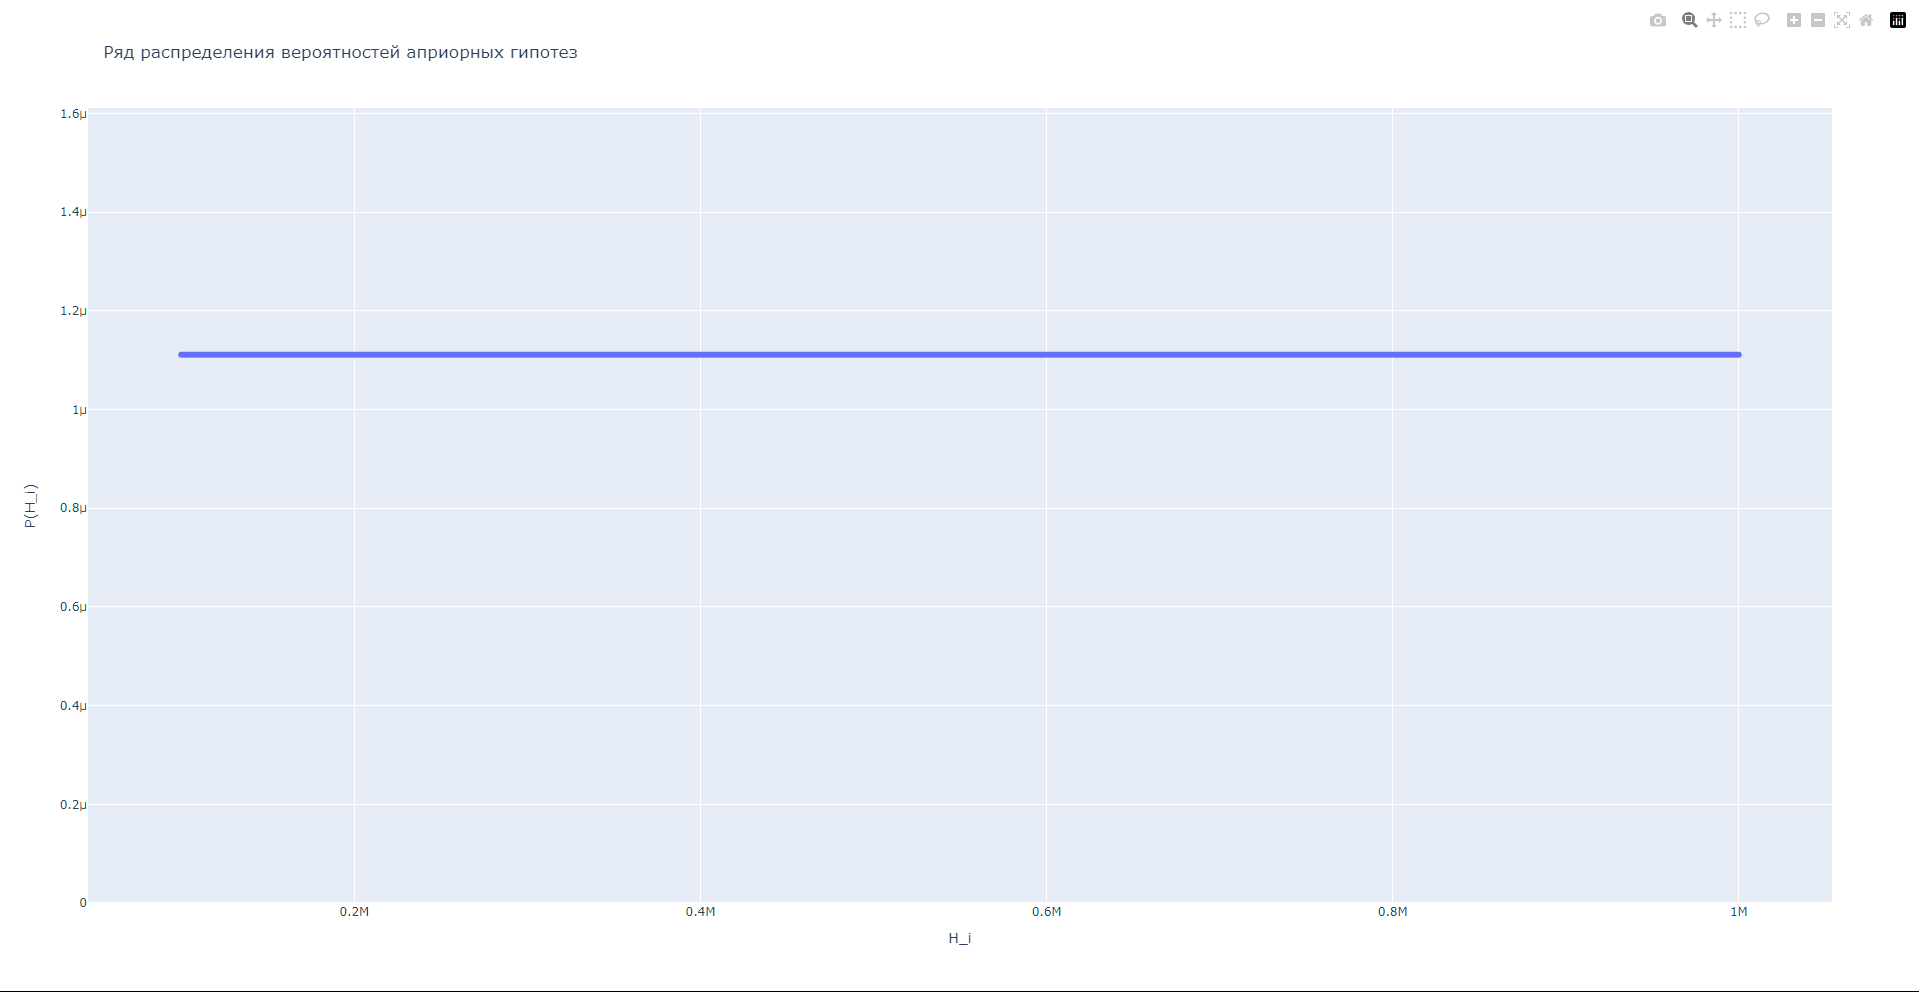 Ряд распределения вероятностей априорных гипотез
1.6μ
1.4μ
1.2μ
1μ
0.8μ
0.6μ
0.4μ
0.2μ
0
P(H_i)
0.2M 0.4M 0.6M 0.8M 1M
H_i